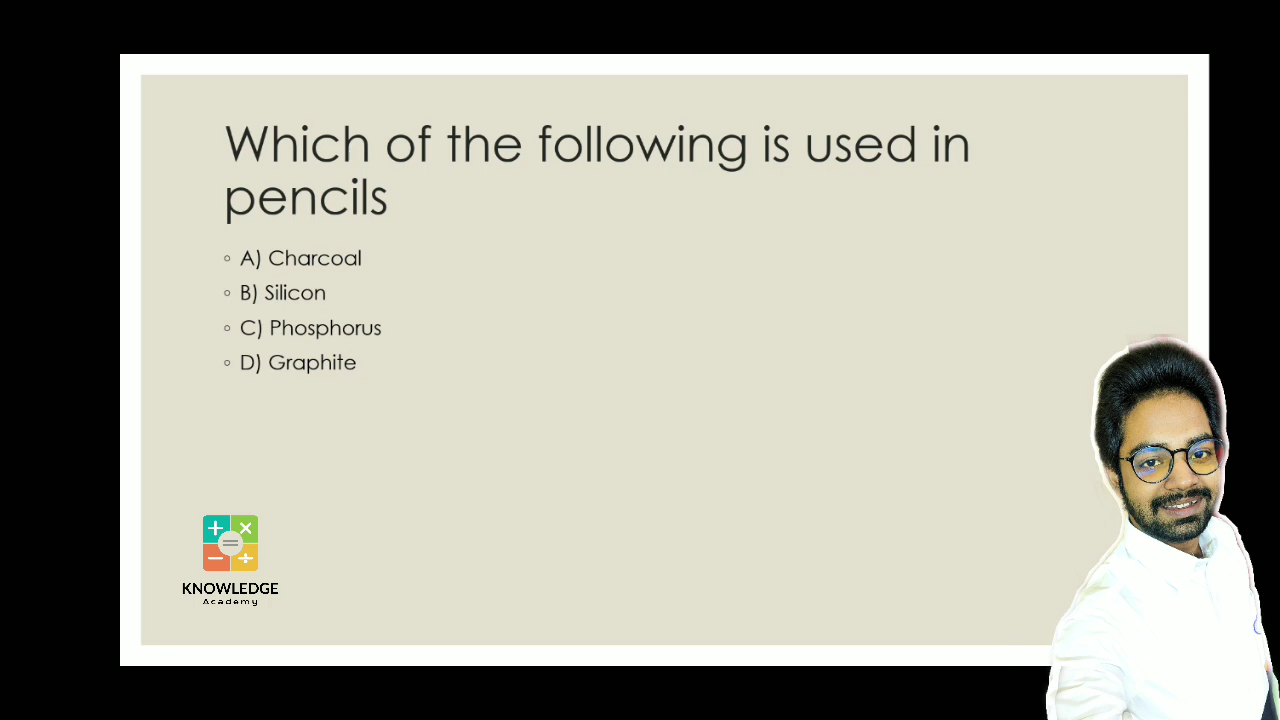 Which of the following is used in
pencils
A) Charcoal
B) Silicon
C) Phosphorus
D) Graphite
KNOWLEDGE
Academy